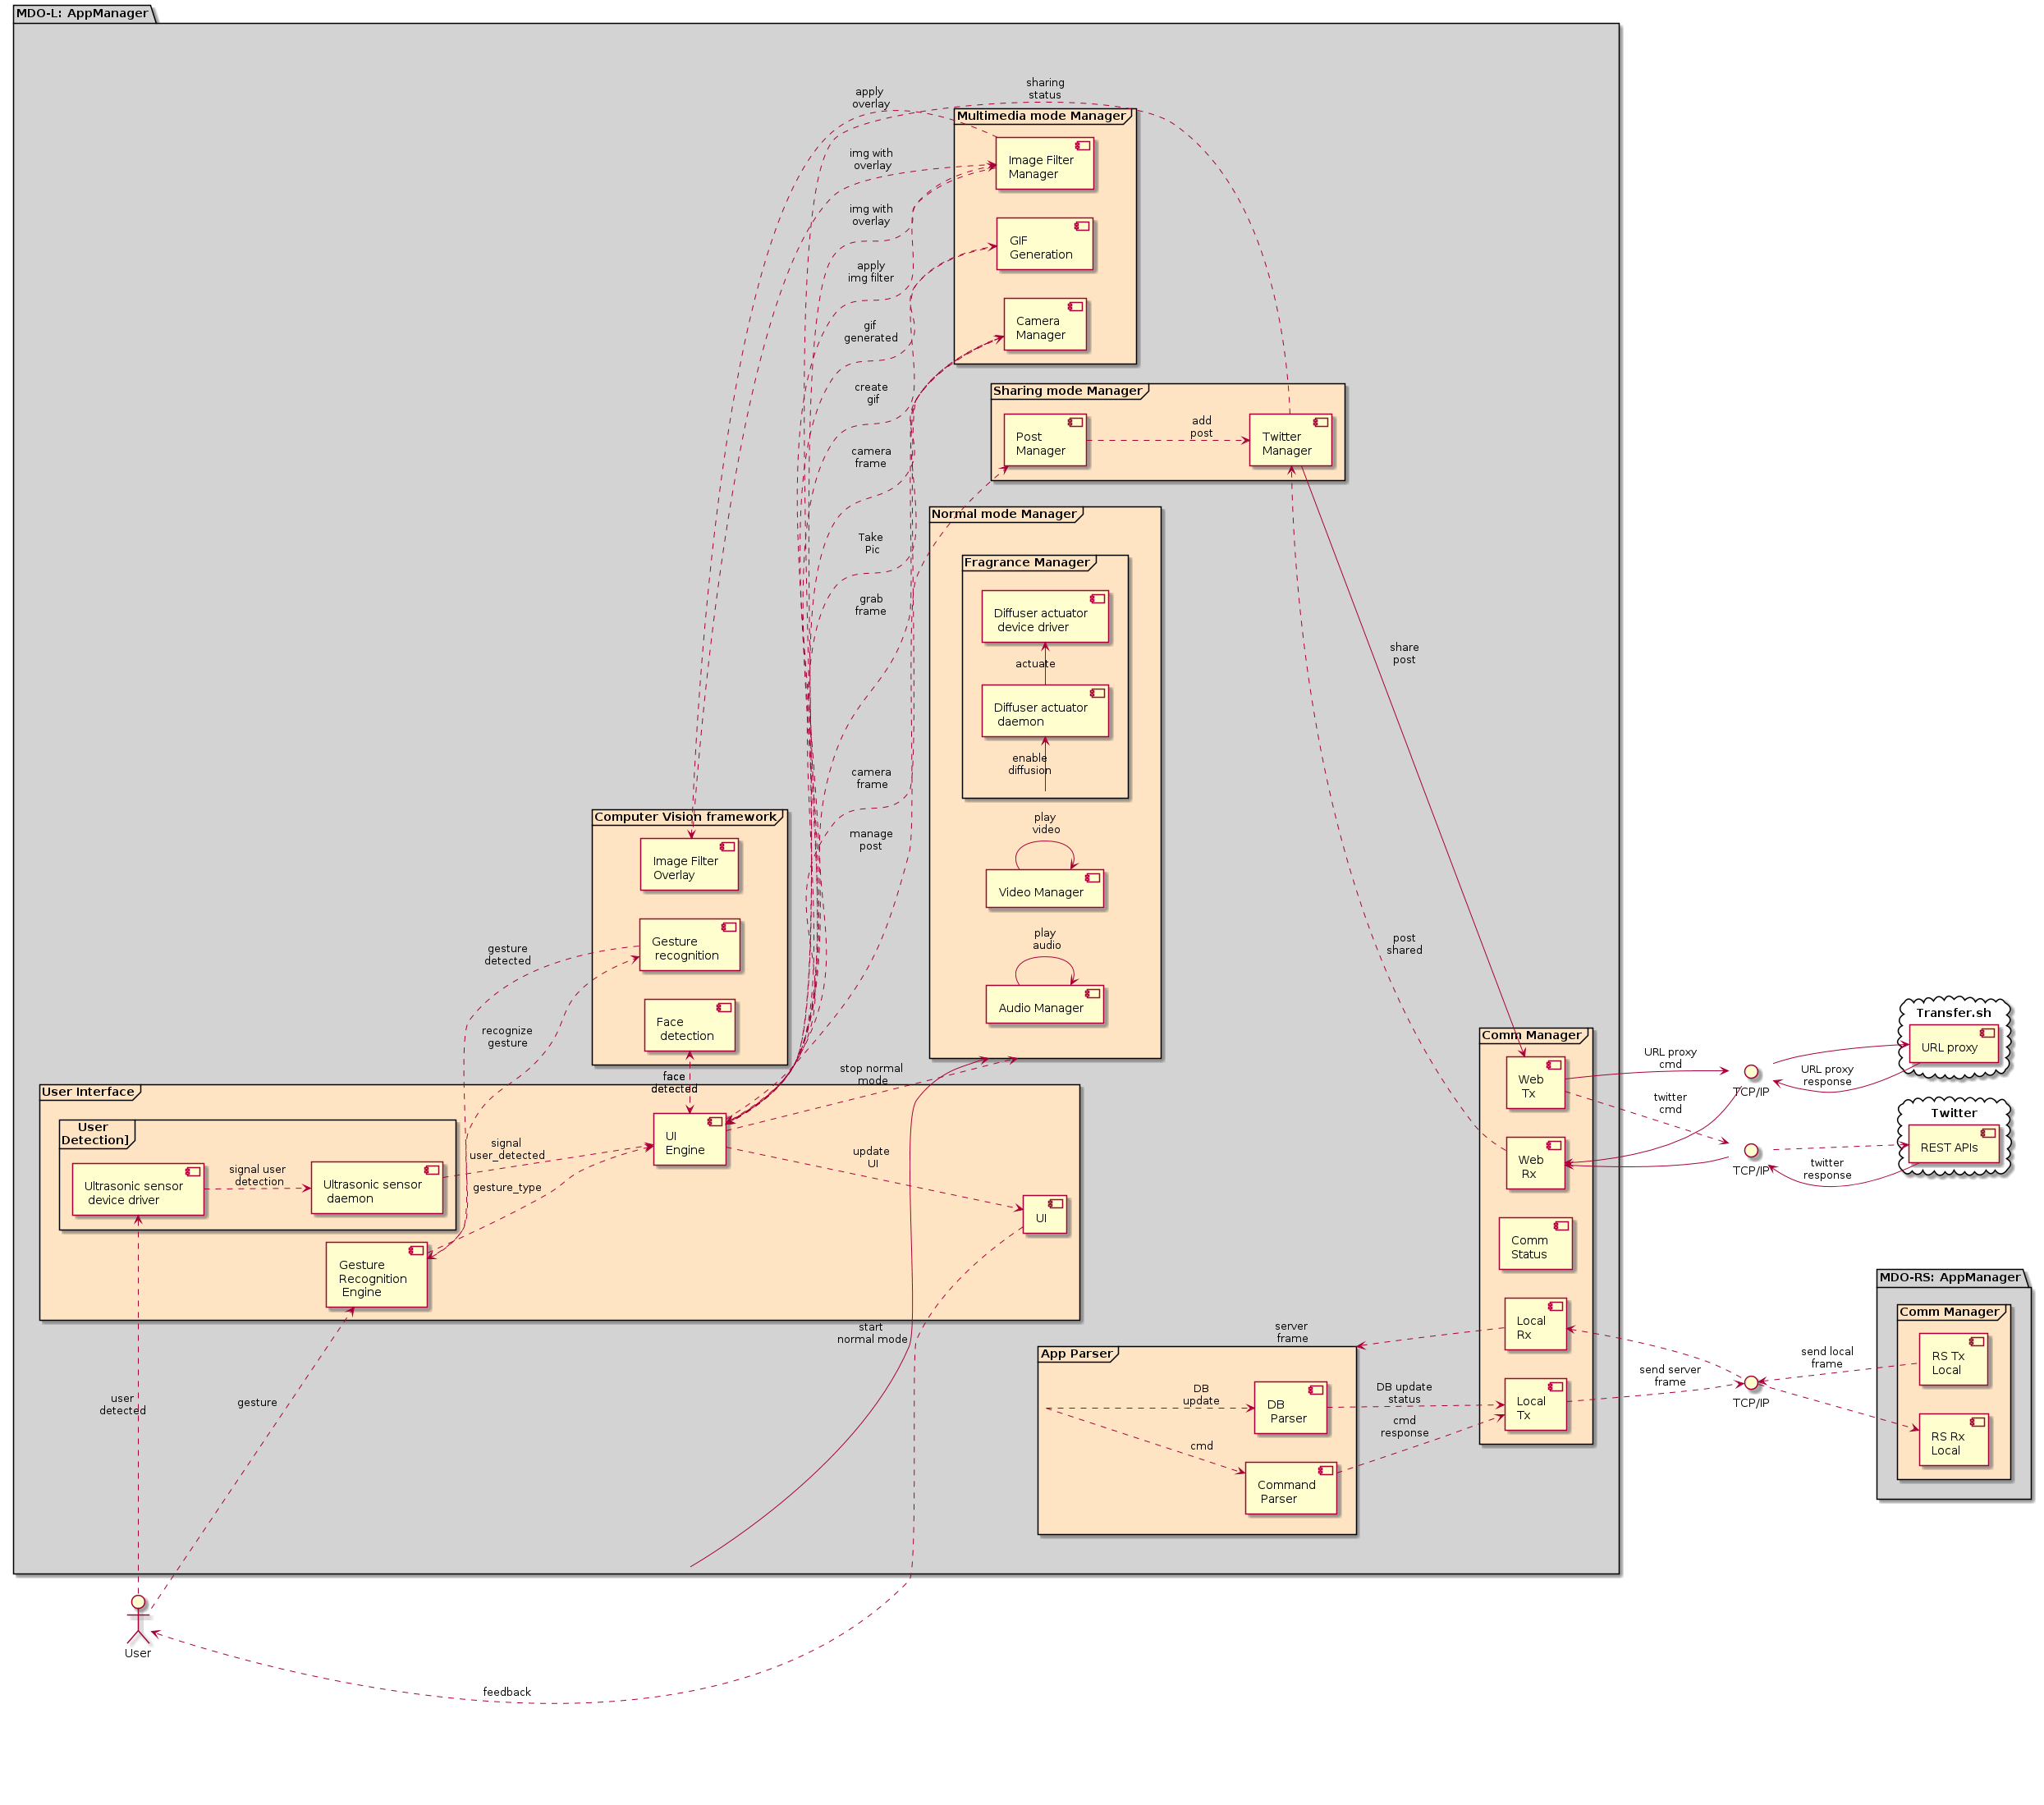 MDO-L: AppManager
sharing
status
apply
overlay
Multimedia mode Manager
Image Filter
Manager
img with
overlay
img with
overlay
GIF
Generation
apply
img filter
Camera
Manager
gif
generated
create
gif
Sharing mode Manager
Post
Manager
add
post
Twitter
Manager
camera
frame
Normal mode Manager
Take
Pic
Fragrance Manager
Diffuser actuator
device driver
grab
frame
actuate
share
post
Diffuser actuator
daemon
enable
diffusion
camera
frame
manage
post
play
video
Video Manager
play
audio
Audio Manager
Computer Vision framework
Image Filter
Overlay
Gesture
recognition
gesture
detected
Face
detection
recognize
gesture
post
shared
face
detected
stop normal
mode
User Interface
User
Detection]
Ultrasonic sensor
device driver
signal user
detection
Ultrasonic sensor
daemon
signal
user_detected
UI
Engine
update
UI
gesture_type
UI
Gesture
Recognition
Engine
Comm Manager
Web
Tx
Web
Rx
Comm
Status
Local
Rx
Local
Tx
URL proxy
cmd
TCP/IP
URL proxy
response
Transfer.sh
URL proxy
twitter
cmd
TCP/IP
twitter
response
Twitter
REST APIs
start
normal mode
server
frame
App Parser
DB
update
DB
Parser
DB update
status
cmd
Command
Parser
cmd
response
send server
frame
TCP/IP
send local
frame
MDO-RS: AppManager
Comm Manager
RS Tx
Local
RS Rx
Local
user
detected
gesture
User
feedback